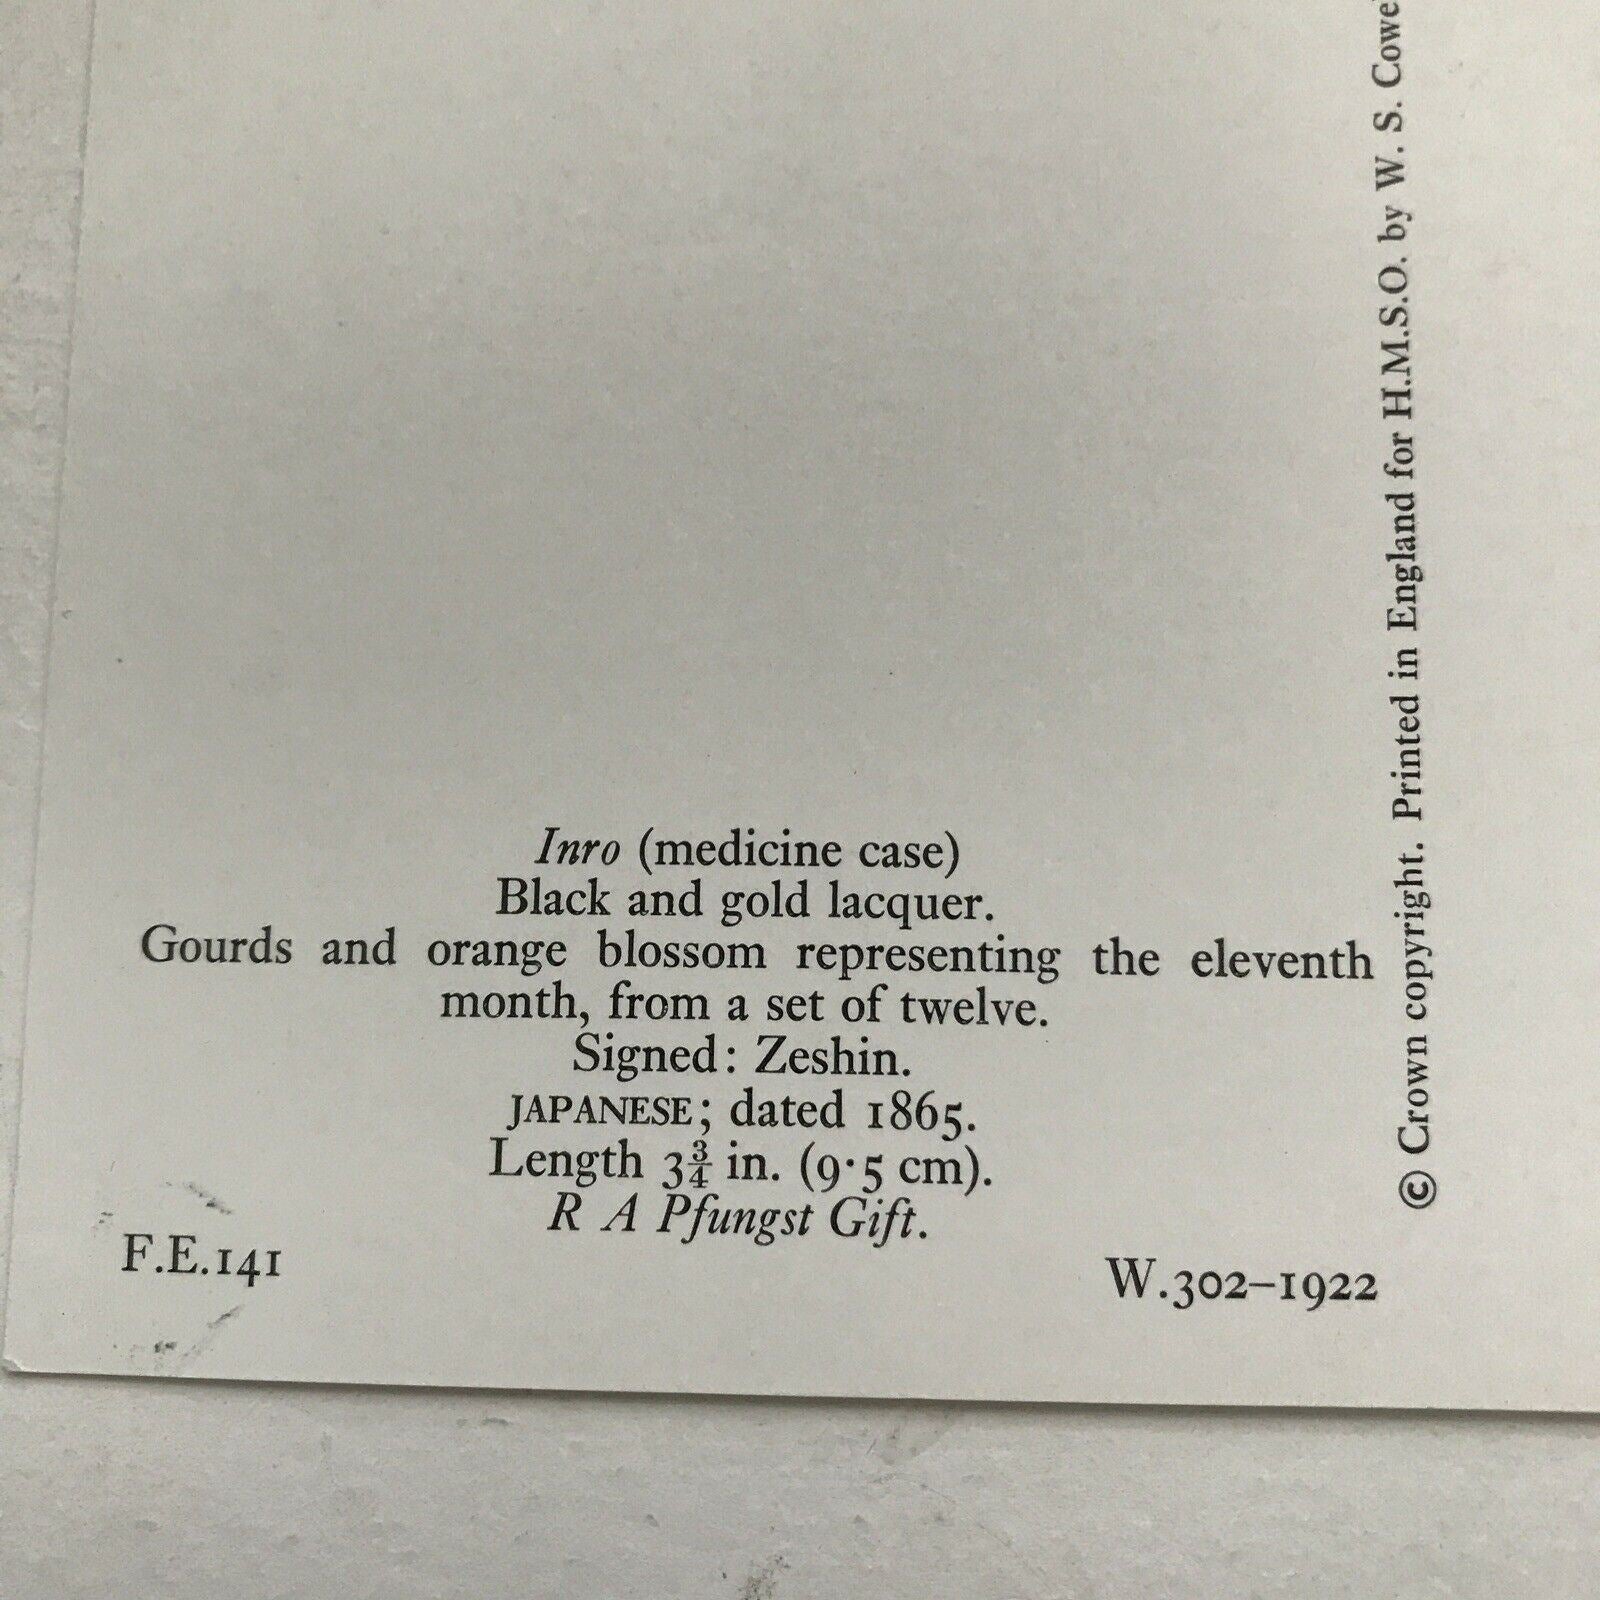 Inro (medicine case)
Black and gold lacquer.
Gourds and orange blossom representing the eleventh
month, from a set of twelve.
Signed: Zeshin.
JAPANESE; dated 1865.
Length 3¾ in. (9·5 cm).
R A Pfungst Gift.
F.E.141
W.302–1922
© Crown copyright. Printed in England for H.M.S.O. by W. S.